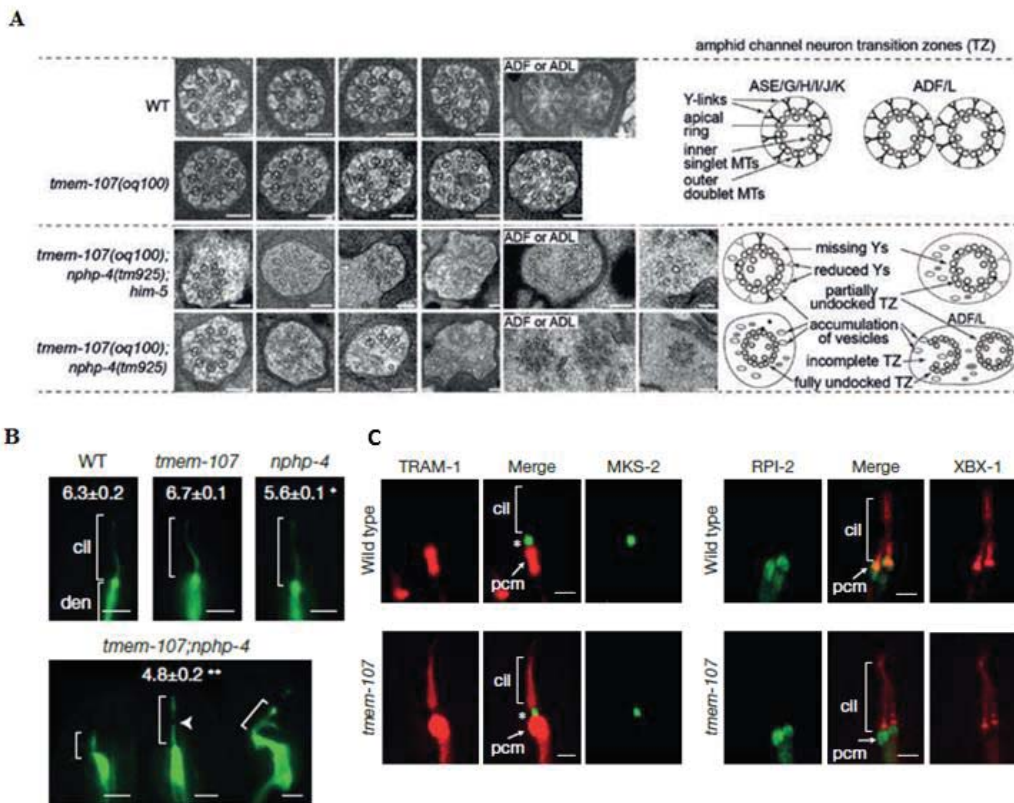 A
amphid channel neuron transition zones (TZ)
WT
ADF or ADL
ASE/G/H/I/J/K
ADF/L
Y-links
apical
ring
inner
singlet MTs
outer
doublet MTs
tmem-107(oq100)
tmem-107(oq100);
nphp-4(tm925);
him-5
ADF or ADL
missing Ys
reduced Ys
partially
undocked TZ
tmem-107(oq100);
nphp-4(tm925)
ADF or ADL
accumulation
of vesicles
ADF/L
incomplete TZ
fully undocked TZ
B
WT
tmem-107
nphp-4
6.3±0.2
6.7±0.1
5.6±0.1 *
cil
den
tmem-107;nphp-4
4.8±0.2 **
C
TRAM-1
Merge
MKS-2
RPI-2
Merge
XBX-1
Wild type
cil
*
pcm
Wild type
cil
pcm
tmem-107
cil
*
pcm
tmem-107
cil
pcm